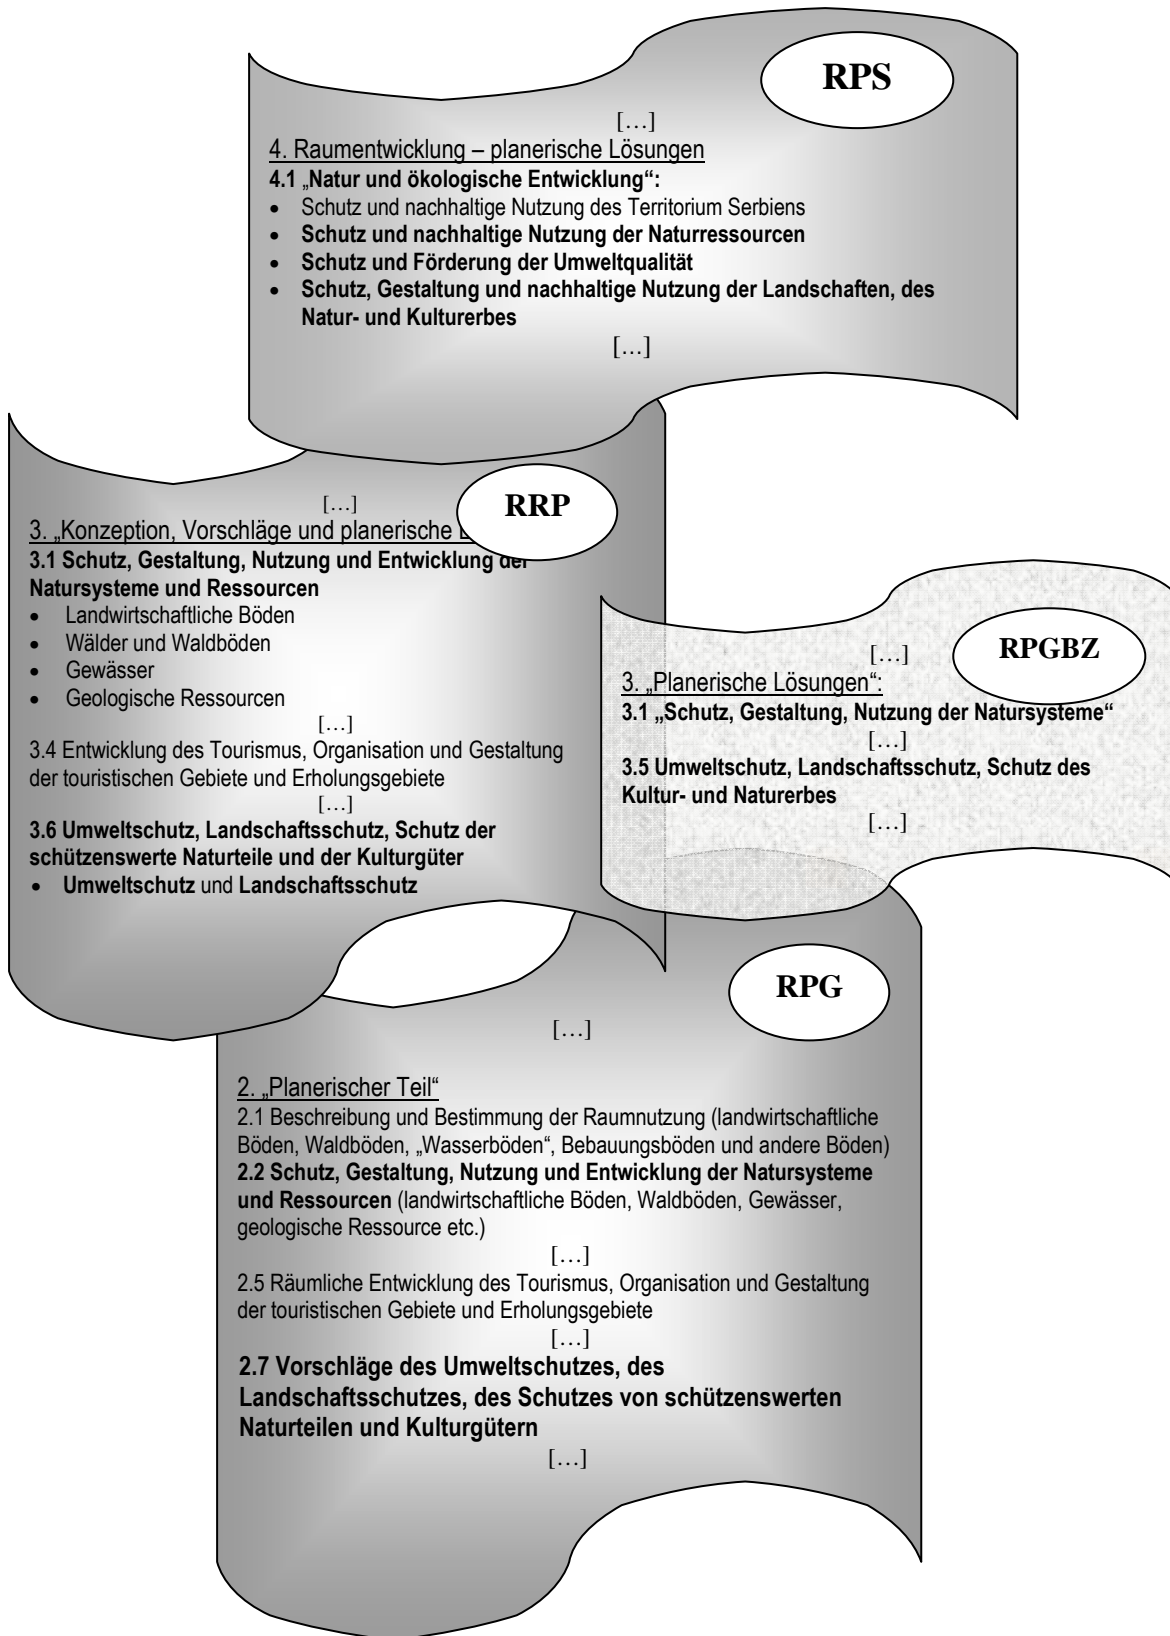 RPS
[…]
4. Raumentwicklung – planerische Lösungen
4.1 „Natur und ökologische Entwicklung“:
• Schutz und nachhaltige Nutzung des Territorium Serbiens
• Schutz und nachhaltige Nutzung der Naturressourcen
• Schutz und Förderung der Umweltqualität
• Schutz, Gestaltung und nachhaltige Nutzung der Landschaften, des
Natur- und Kulturerbes
[…]
RRP
[…]
3. „Konzeption, Vorschläge und planerische
3.1 Schutz, Gestaltung, Nutzung und Entwicklung der
Natursysteme und Ressourcen
• Landwirtschaftliche Böden
• Wälder und Waldböden
• Gewässer
• Geologische Ressourcen
[…]
3.4 Entwicklung des Tourismus, Organisation und Gestaltung
der touristischen Gebiete und Erholungsgebiete
[…]
3.6 Umweltschutz, Landschaftsschutz, Schutz der
schützenswerte Naturteile und der Kulturgüter
• Umweltschutz und Landschaftsschutz
RPGBZ
[…]
3. „Planerische Lösungen“:
3.1 „Schutz, Gestaltung, Nutzung der Natursysteme“
[…]
3.5 Umweltschutz, Landschaftsschutz, Schutz des
Kultur- und Naturerbes
[…]
RPG
[…]
2. „Planerischer Teil“
2.1 Beschreibung und Bestimmung der Raumnutzung (landwirtschaftliche
Böden, Waldböden, „Wasserböden“, Bebauungsböden und andere Böden)
2.2 Schutz, Gestaltung, Nutzung und Entwicklung der Natursysteme
und Ressourcen (landwirtschaftliche Böden, Waldböden, Gewässer,
geologische Ressource etc.)
[…]
2.5 Räumliche Entwicklung des Tourismus, Organisation und Gestaltung
der touristischen Gebiete und Erholungsgebiete
[…]
2.7 Vorschläge des Umweltschutzes, des
Landschaftsschutzes, des Schutzes von schützenswerten
Naturteilen und Kulturgütern
[…]